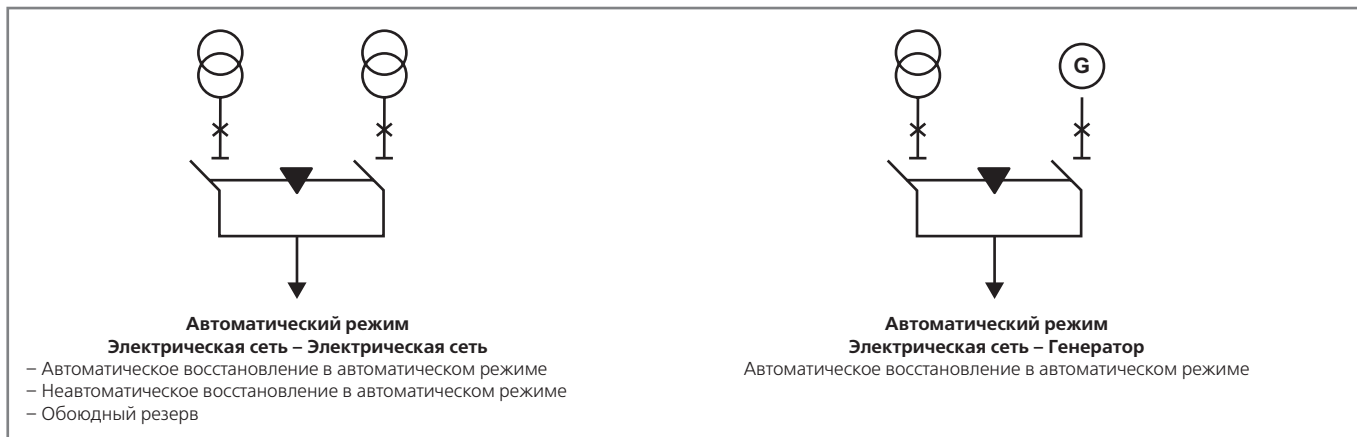 G
Автоматический режим
Электрическая сеть – Электрическая сеть
– Автоматическое восстановление в автоматическом режиме
– Неавтоматическое восстановление в автоматическом режиме
– Обоюдный резерв
Автоматический режим
Электрическая сеть – Генератор
Автоматическое восстановление в автоматическом режиме